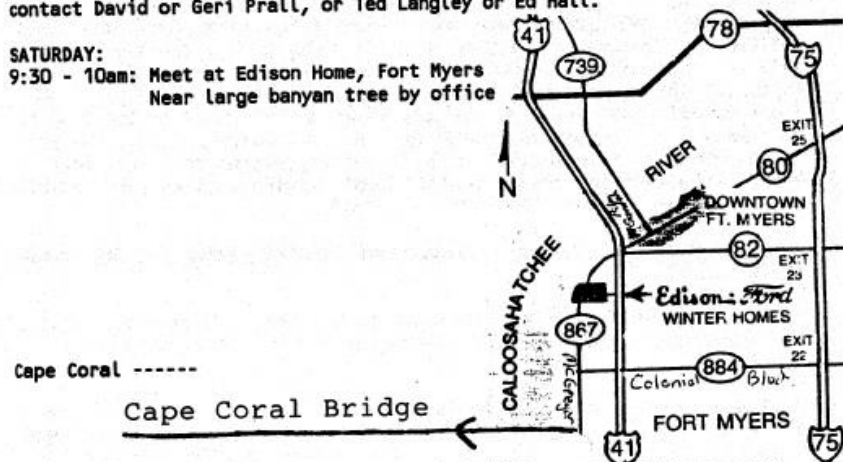 contact David or Geri Prall, or Ted Langley or Ed Hall.
SATURDAY:
9:30 - 10am: Meet at Edison Home, Fort Myers
Near large banyan tree by office
41
78
75
739
EXIT
25
80
N
RIVER
DOWNTOWN
FT. MYERS
82
EXIT
23
CALOOSAHATCHEE
Edison-Ford
WINTER HOMES
867
McGregor
EXIT
22
884
Colonial Blvd.
Cape Coral ------
Cape Coral Bridge
FORT MYERS
41
75